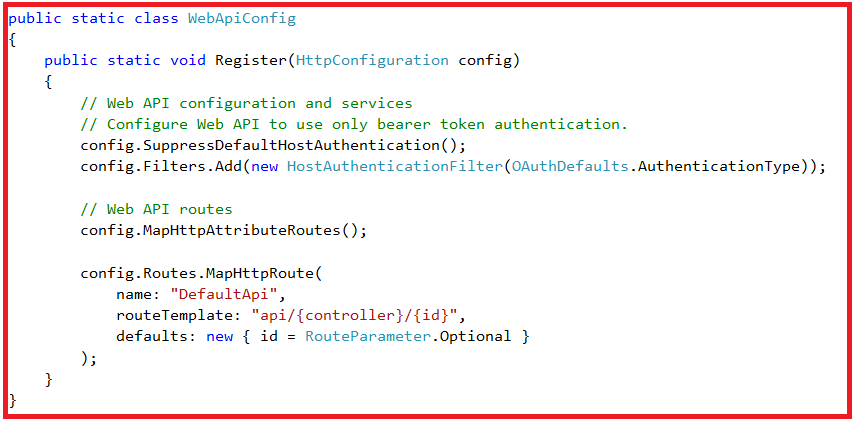 public static class WebApiConfig
{
    public static void Register(HttpConfiguration config)
    {
        // Web API configuration and services
        // Configure Web API to use only bearer token authentication.
        config.SuppressDefaultHostAuthentication();
        config.Filters.Add(new HostAuthenticationFilter(OAuthDefaults.AuthenticationType));

        // Web API routes
        config.MapHttpAttributeRoutes();

        config.Routes.MapHttpRoute(
            name: "DefaultApi",
            routeTemplate: "api/{controller}/{id}",
            defaults: new { id = RouteParameter.Optional }
        );
    }
}